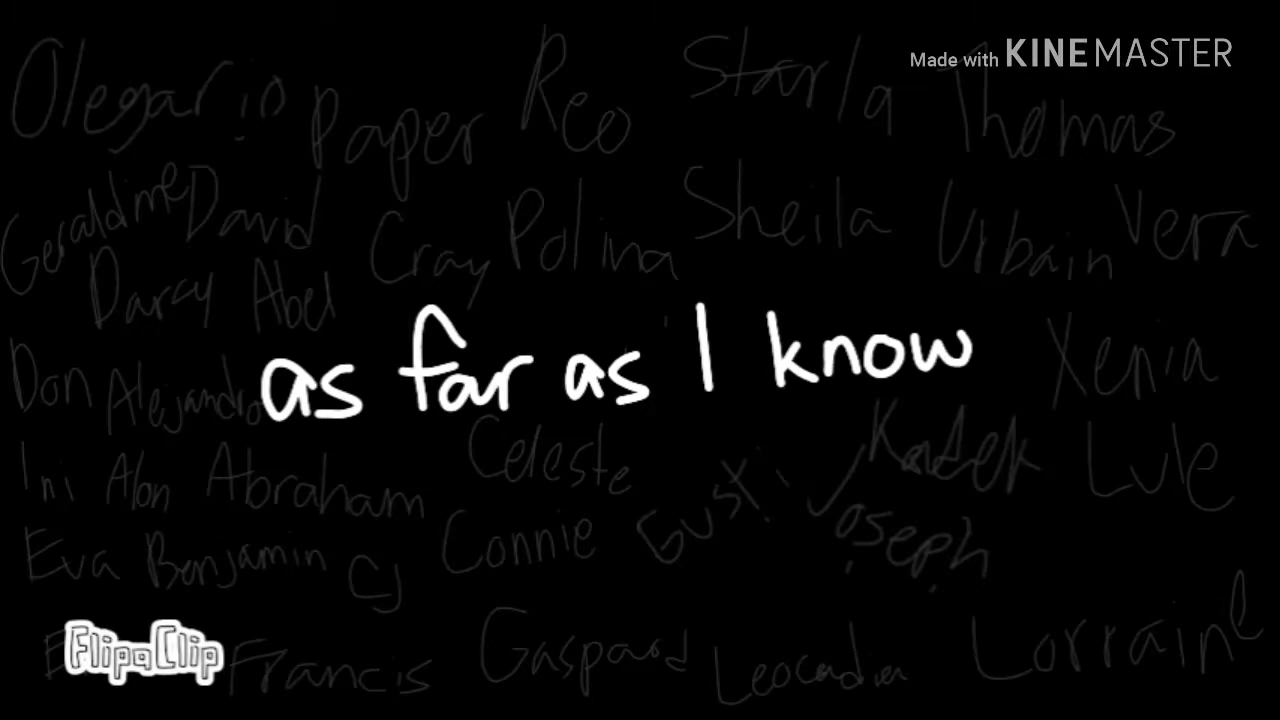 Made with KINEMASTER
Olegario Paper Reo Starla Thomas
Geraldine David Cray Polina Sheila Urbain Vera
Darcy Abel
as far as I know
Don Alejandro Xenia
Ini Alon Abraham Celeste Kadek Lule
Eva Benjamin CJ Connie Gusti Joseph
FlipaClip Francis Gaspard Leocadia Lorraine